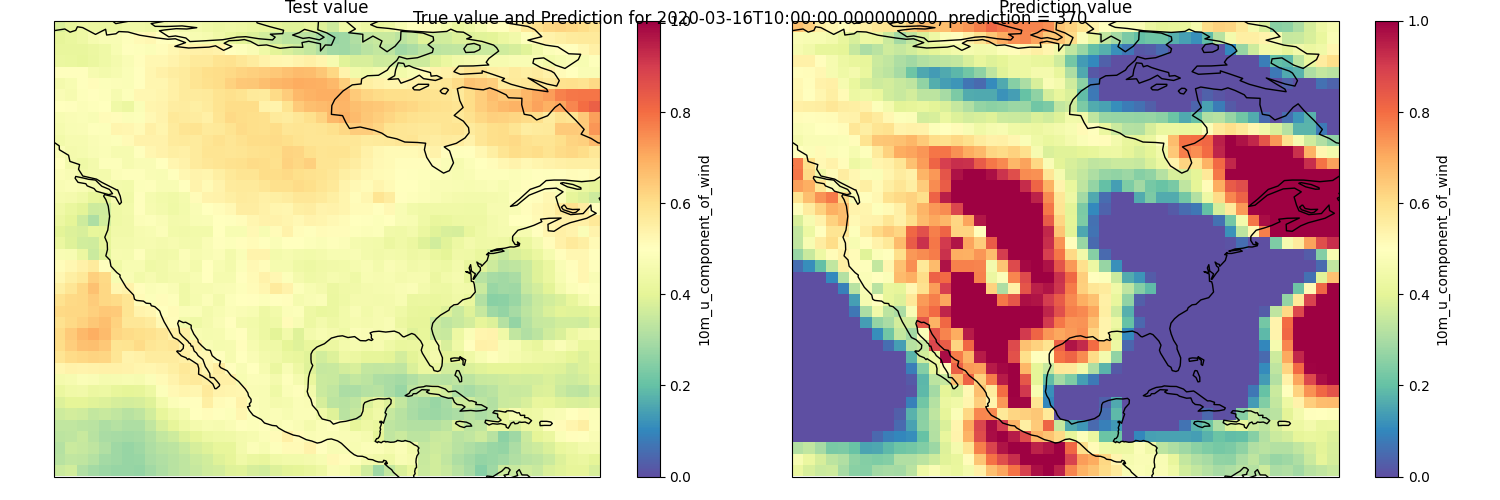 Test value
True value and Prediction for 2020-03-16T10:00:00.000000000, prediction = 370
Prediction value
1.0
0.8
0.6
0.4
0.2
0.0
10m_u_component_of_wind
1.0
0.8
0.6
0.4
0.2
0.0
10m_u_component_of_wind